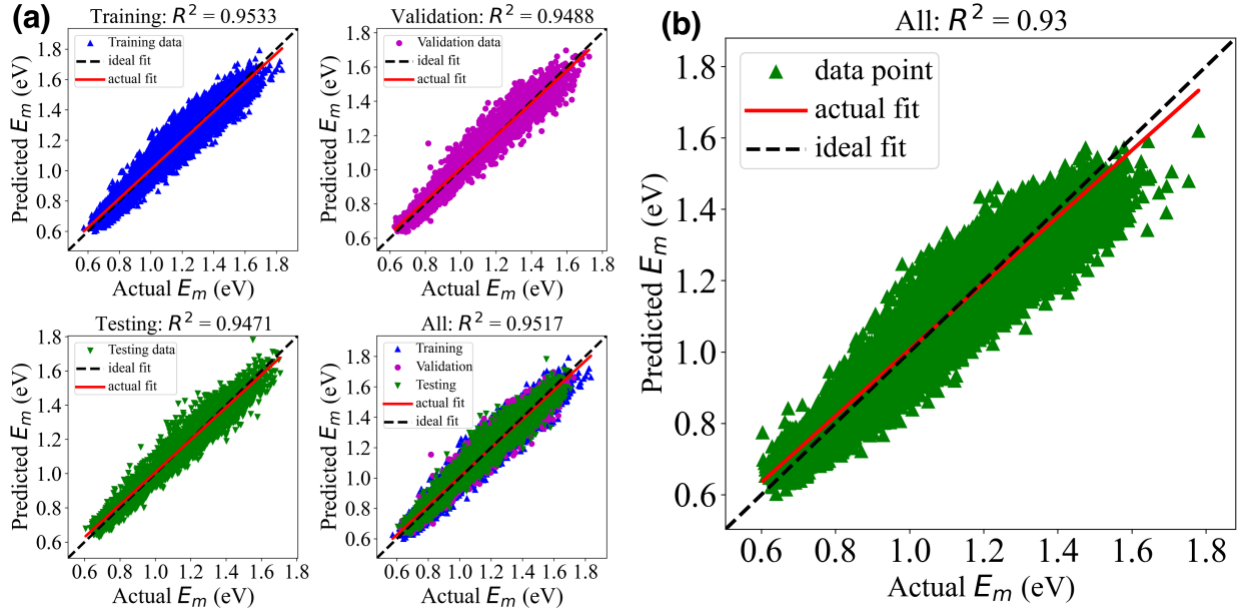 (a)
Training: R² = 0.9533
Predicted Eₘ (eV)
1.8
1.6
1.4
1.2
1.0
0.8
0.6
Training data
ideal fit
actual fit
0.6 0.8 1.0 1.2 1.4 1.6 1.8
Actual Eₘ (eV)
Validation: R² = 0.9488
Predicted Eₘ (eV)
1.8
1.6
1.4
1.2
1.0
0.8
0.6
Validation data
ideal fit
actual fit
0.6 0.8 1.0 1.2 1.4 1.6 1.8
Actual Eₘ (eV)
Testing: R² = 0.9471
Predicted Eₘ (eV)
1.8
1.6
1.4
1.2
1.0
0.8
0.6
Testing data
ideal fit
actual fit
0.6 0.8 1.0 1.2 1.4 1.6 1.8
Actual Eₘ (eV)
All: R² = 0.9517
Predicted Eₘ (eV)
1.8
1.6
1.4
1.2
1.0
0.8
0.6
Training
Validation
Testing
actual fit
ideal fit
0.6 0.8 1.0 1.2 1.4 1.6 1.8
Actual Eₘ (eV)
(b)
All: R² = 0.93
Predicted Eₘ (eV)
1.8
1.6
1.4
1.2
1.0
0.8
0.6
data point
actual fit
ideal fit
0.6 0.8 1.0 1.2 1.4 1.6 1.8
Actual Eₘ (eV)